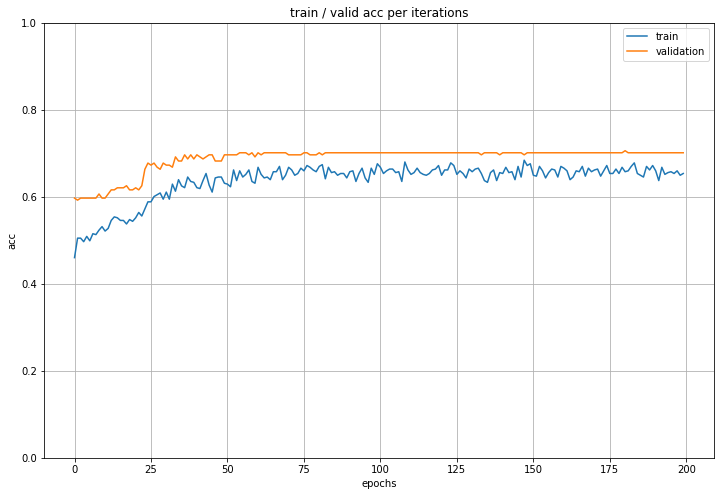 train / valid acc per iterations
train
validation
1.0
0.8
0.6
0.4
0.2
0.0
acc
0 25 50 75 100 125 150 175 200
epochs